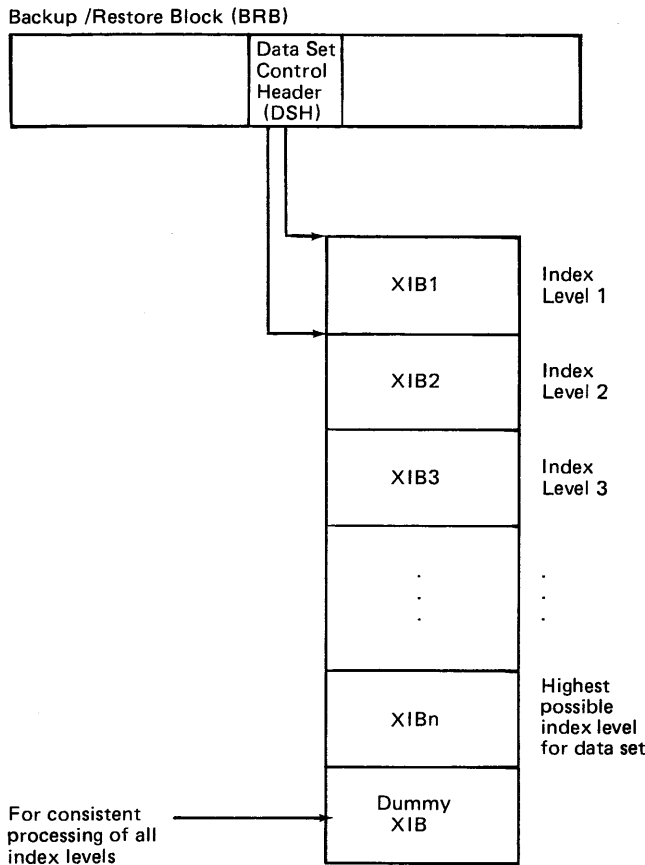 Backup /Restore Block (BRB)
Data Set
Control
Header
(DSH)
XIB1
Index
Level 1
XIB2
Index
Level 2
XIB3
Index
Level 3
.
.
.
.
.
.
XIBn
Highest
possible
index level
for data set
Dummy
XIB
For consistent
processing of all
index levels